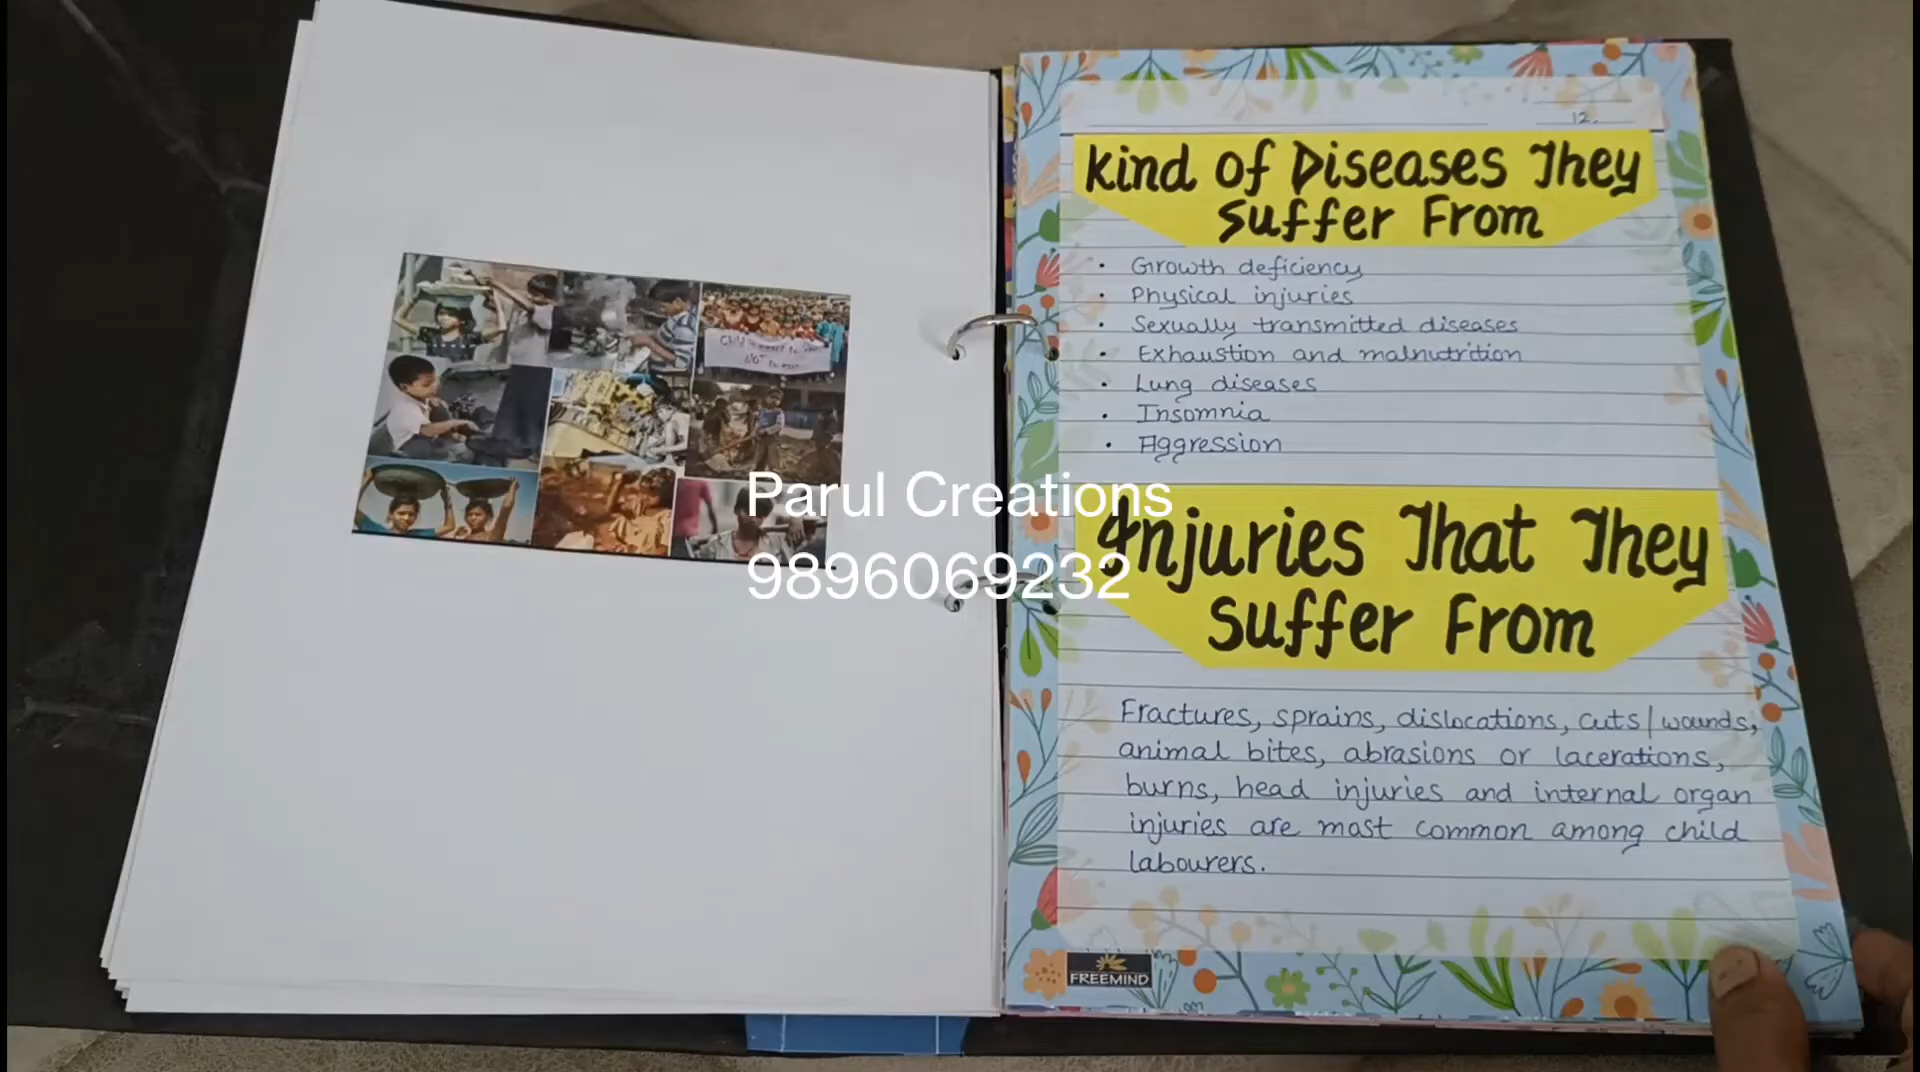 Child
NOT
12.
Kind of Diseases They
Suffer From
• Growth deficiency
• Physical injuries
• Sexually transmitted diseases
• Exhaustion and malnutrition
• Lung diseases
• Insomnia
• Aggression
Parul Creations
9896069232
Injuries That They
Suffer From
Fractures, sprains, dislocations, cuts/wounds,
animal bites, abrasions or lacerations,
burns, head injuries and internal organ
injuries are most common among child
labourers.
FREEMIND